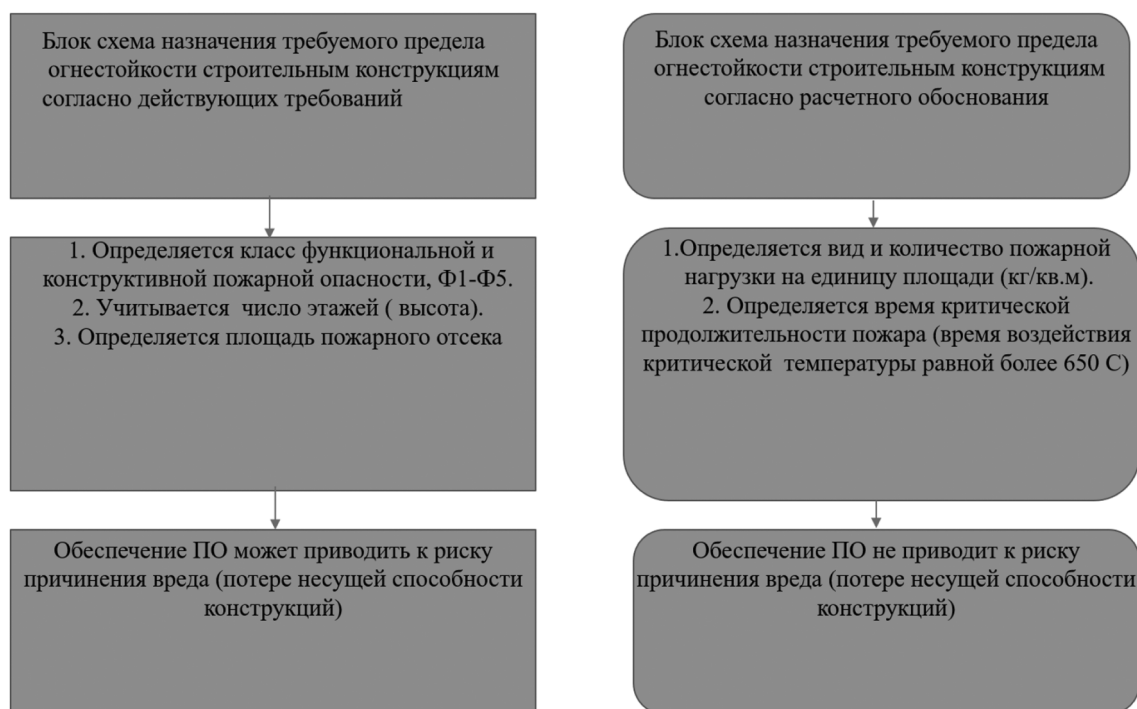 Блок схема назначения требуемого предела
огнестойкости строительным конструкциям
согласно действующих требований
1. Определяется класс функциональной и
конструктивной пожарной опасности, Ф1-Ф5.
2. Учитывается число этажей ( высота).
3. Определяется площадь пожарного отсека
Обеспечение ПО может приводить к риску
причинения вреда (потере несущей способности
конструкций)
Блок схема назначения требуемого предела
огнестойкости строительным конструкциям
согласно расчетного обоснования
1.Определяется вид и количество пожарной
нагрузки на единицу площади (кг/кв.м).
2. Определяется время критической
продолжительности пожара (время воздействия
критической температуры равной более 650 С)
Обеспечение ПО не приводит к риску
причинения вреда (потере несущей способности
конструкций)